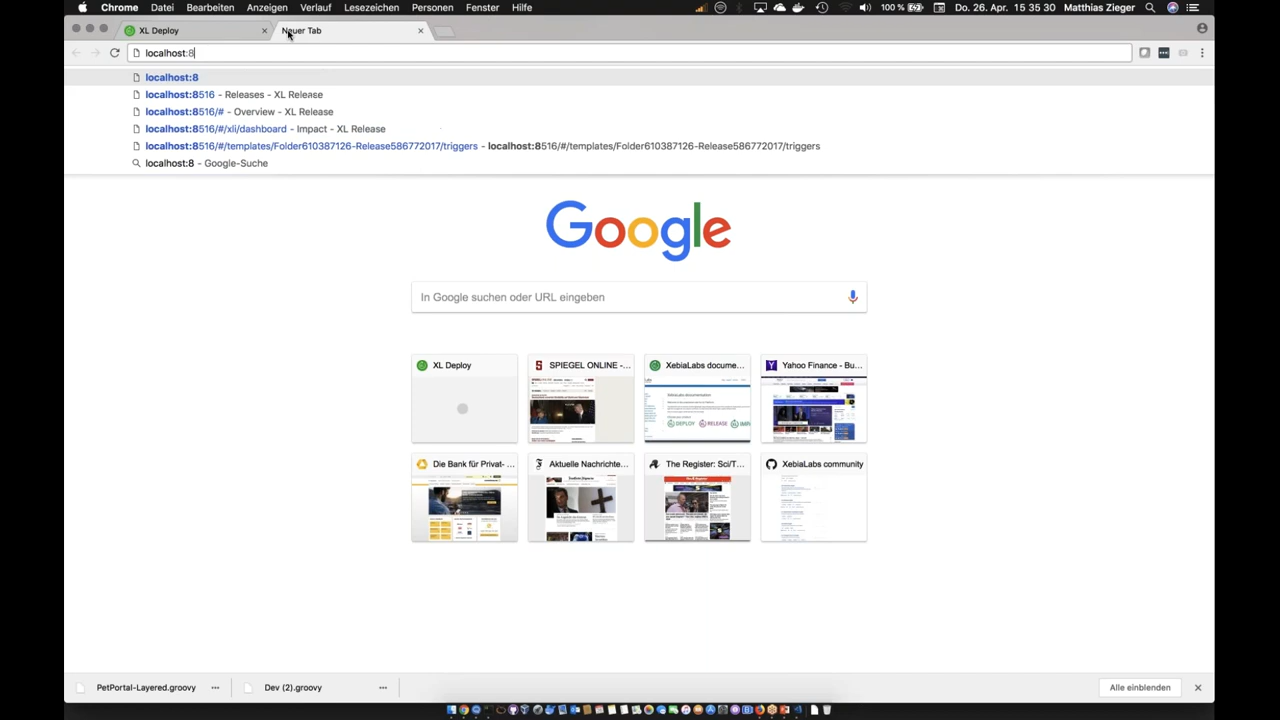 Chrome Datei Bearbeiten Anzeigen Verlauf Lesezeichen Personen Fenster Hilfe 100 % Do. 26. Apr. 15 35 30 Matthias Zieger
XL Deploy Neuer Tab
localhost:8
localhost:8
localhost:8516 - Releases - XL Release
localhost:8516/# - Overview - XL Release
localhost:8516/#/xli/dashboard - Impact - XL Release
localhost:8516/#/templates/Folder610387126-Release586772017/triggers - localhost:8516/#/templates/Folder610387126-Release586772017/triggers
localhost:8 - Google-Suche
Google
In Google suchen oder URL eingeben
XL Deploy SPIEGEL ONLINE -... XebiaLabs docume... Yahoo Finance - Bu...
DEPLOY RELEASE
Die Bank für Privat- ... Aktuelle Nachrichte... The Register: Sci/T... XebiaLabs community
PetPortal-Layered.groovy Dev (2).groovy Alle einblenden